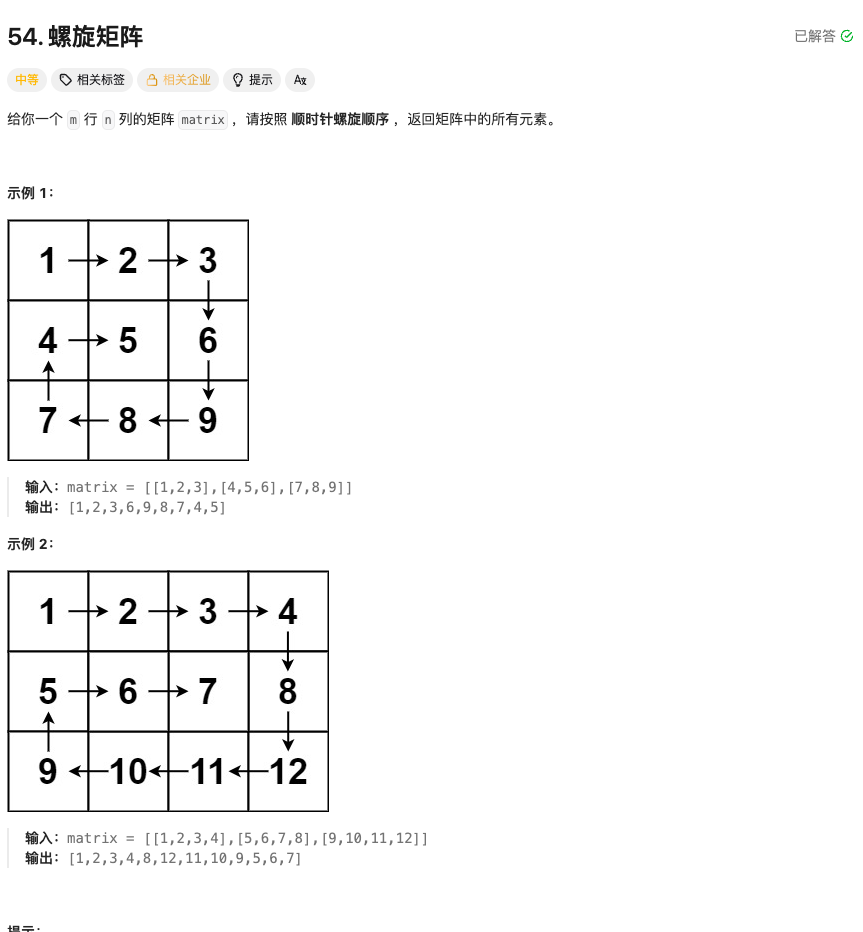 54. 螺旋矩阵
已解答
中等 相关标签 相关企业 提示 Aあ
给你一个 m 行 n 列的矩阵 matrix ，请按照 顺时针螺旋顺序 ，返回矩阵中的所有元素。
示例 1：
1 2 3
4 5 6
7 8 9
输入：matrix = [[1,2,3],[4,5,6],[7,8,9]]
输出：[1,2,3,6,9,8,7,4,5]
示例 2：
1 2 3 4
5 6 7 8
9 10 11 12
输入：matrix = [[1,2,3,4],[5,6,7,8],[9,10,11,12]]
输出：[1,2,3,4,8,12,11,10,9,5,6,7]
提示：